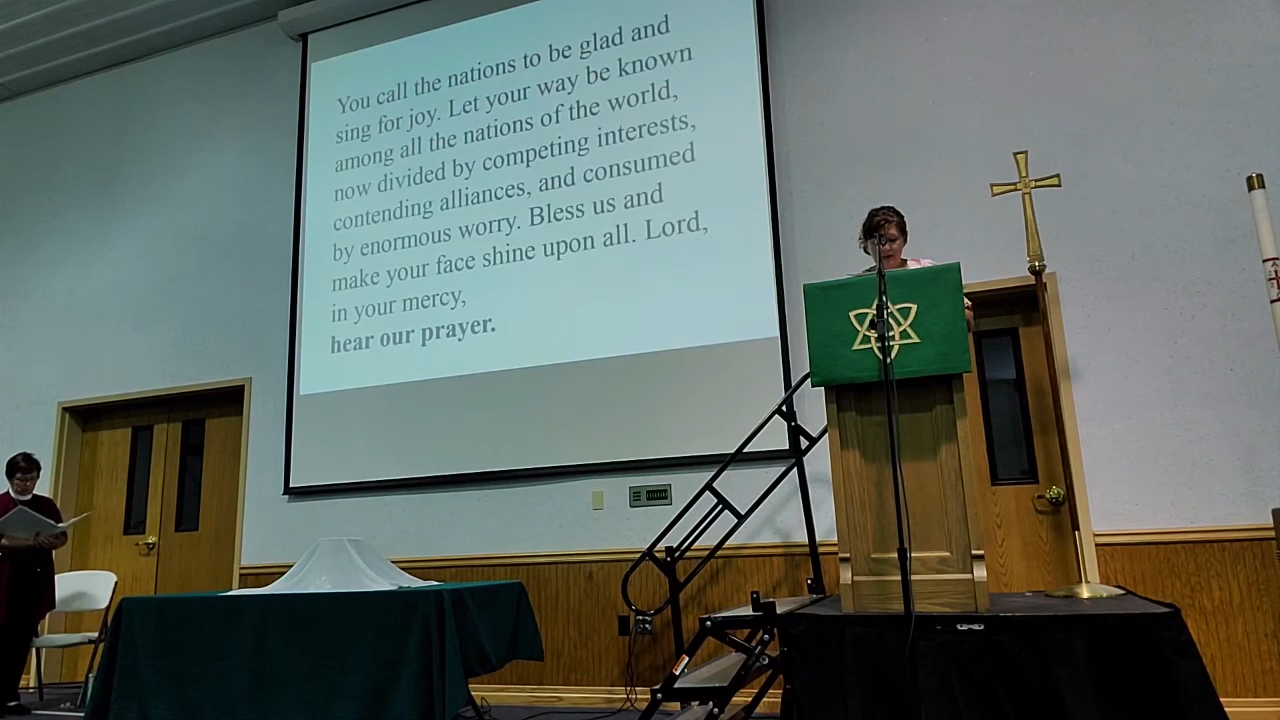 You call the nations to be glad and
sing for joy. Let your way be known
among all the nations of the world,
now divided by competing interests,
contending alliances, and consumed
by enormous worry. Bless us and
make your face shine upon all. Lord,
in your mercy,
hear our prayer.